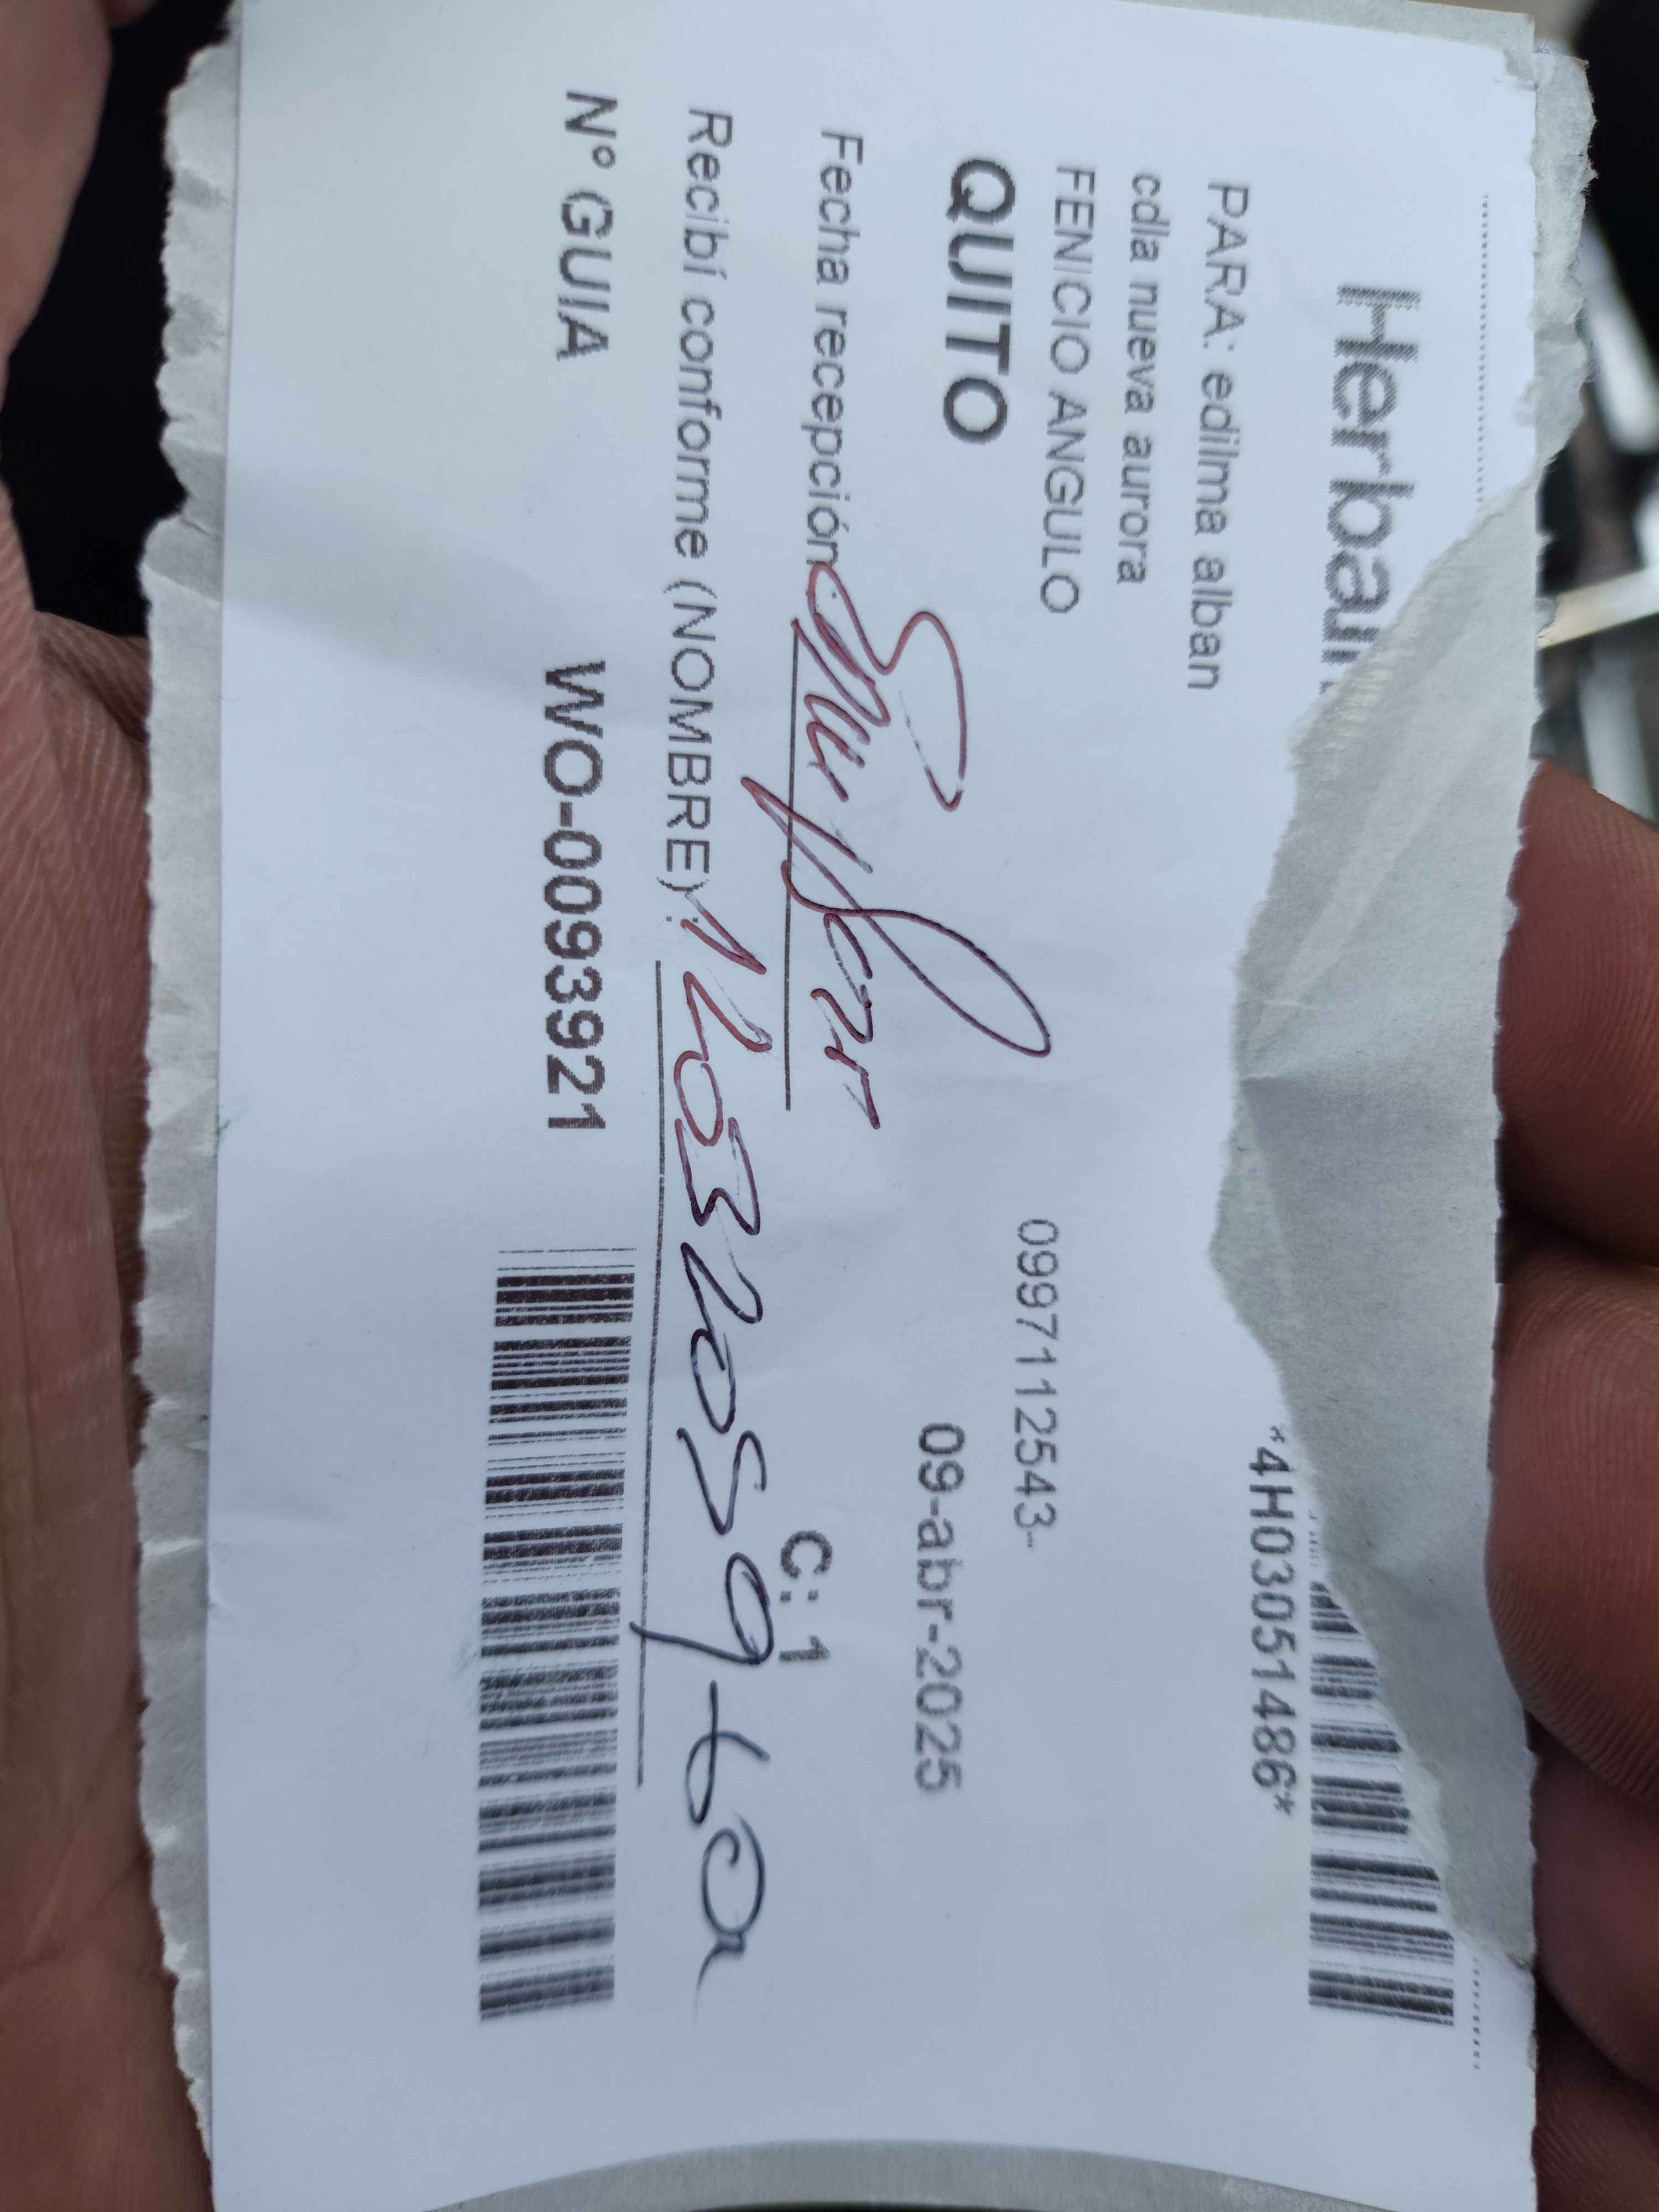 Herbali
*4H03051486*
PARA: edilma alban
cdla nueva aurora
FENICIO ANGULO 0997112543-
QUITO 09-abr-2025
Fecha recepción
C: 1
Recibí conforme (NOMBRE):
N° GUIA WO-0093921